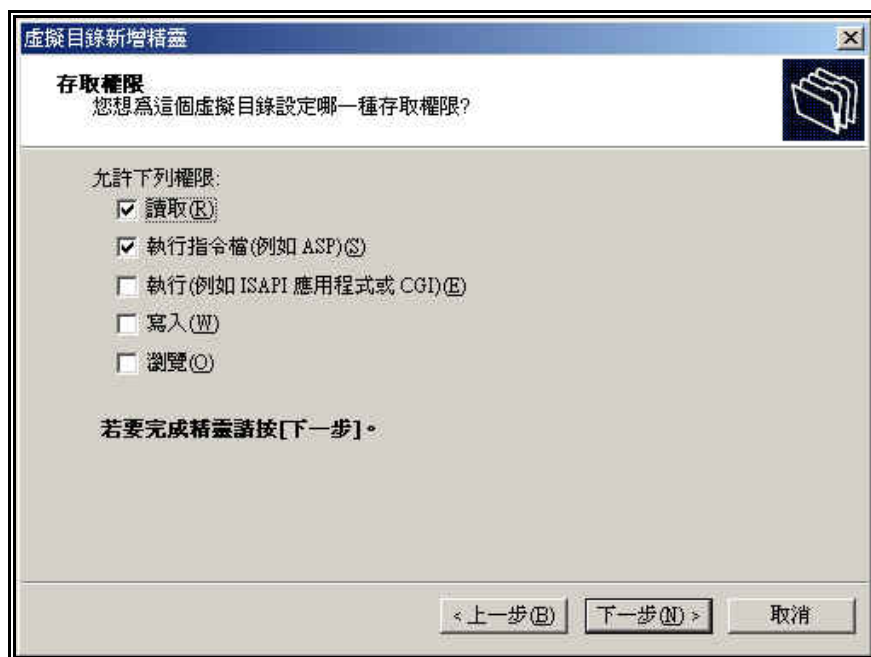 虛擬目錄新增精靈
存取權限
您想為這個虛擬目錄設定哪一種存取權限?
允許下列權限:
讀取(R)
執行指令檔(例如 ASP)(S)
執行(例如 ISAPI 應用程式或 CGI)(E)
寫入(W)
瀏覽(O)
若要完成精靈請按[下一步]。
<上一步(B) 下一步(N)> 取消